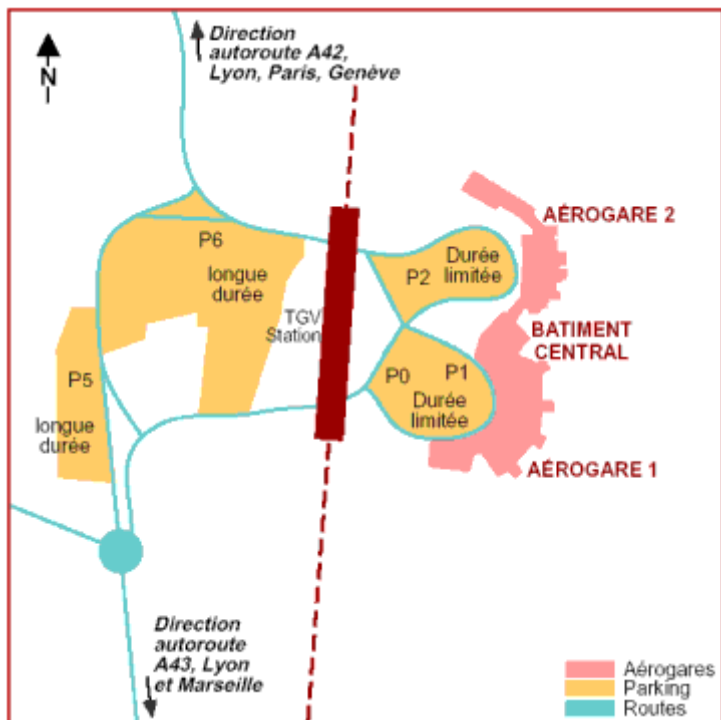 Direction
autoroute A42,
Lyon, Paris, Genève
N
AÉROGARE 2
P6
longue
durée
Durée
limitée
P2
TGV
Station
BATIMENT
CENTRAL
P5
longue
durée
P0
P1
Durée
limitée
AÉROGARE 1
Direction
autoroute
A43, Lyon
et Marseille
Aérogares
Parking
Routes